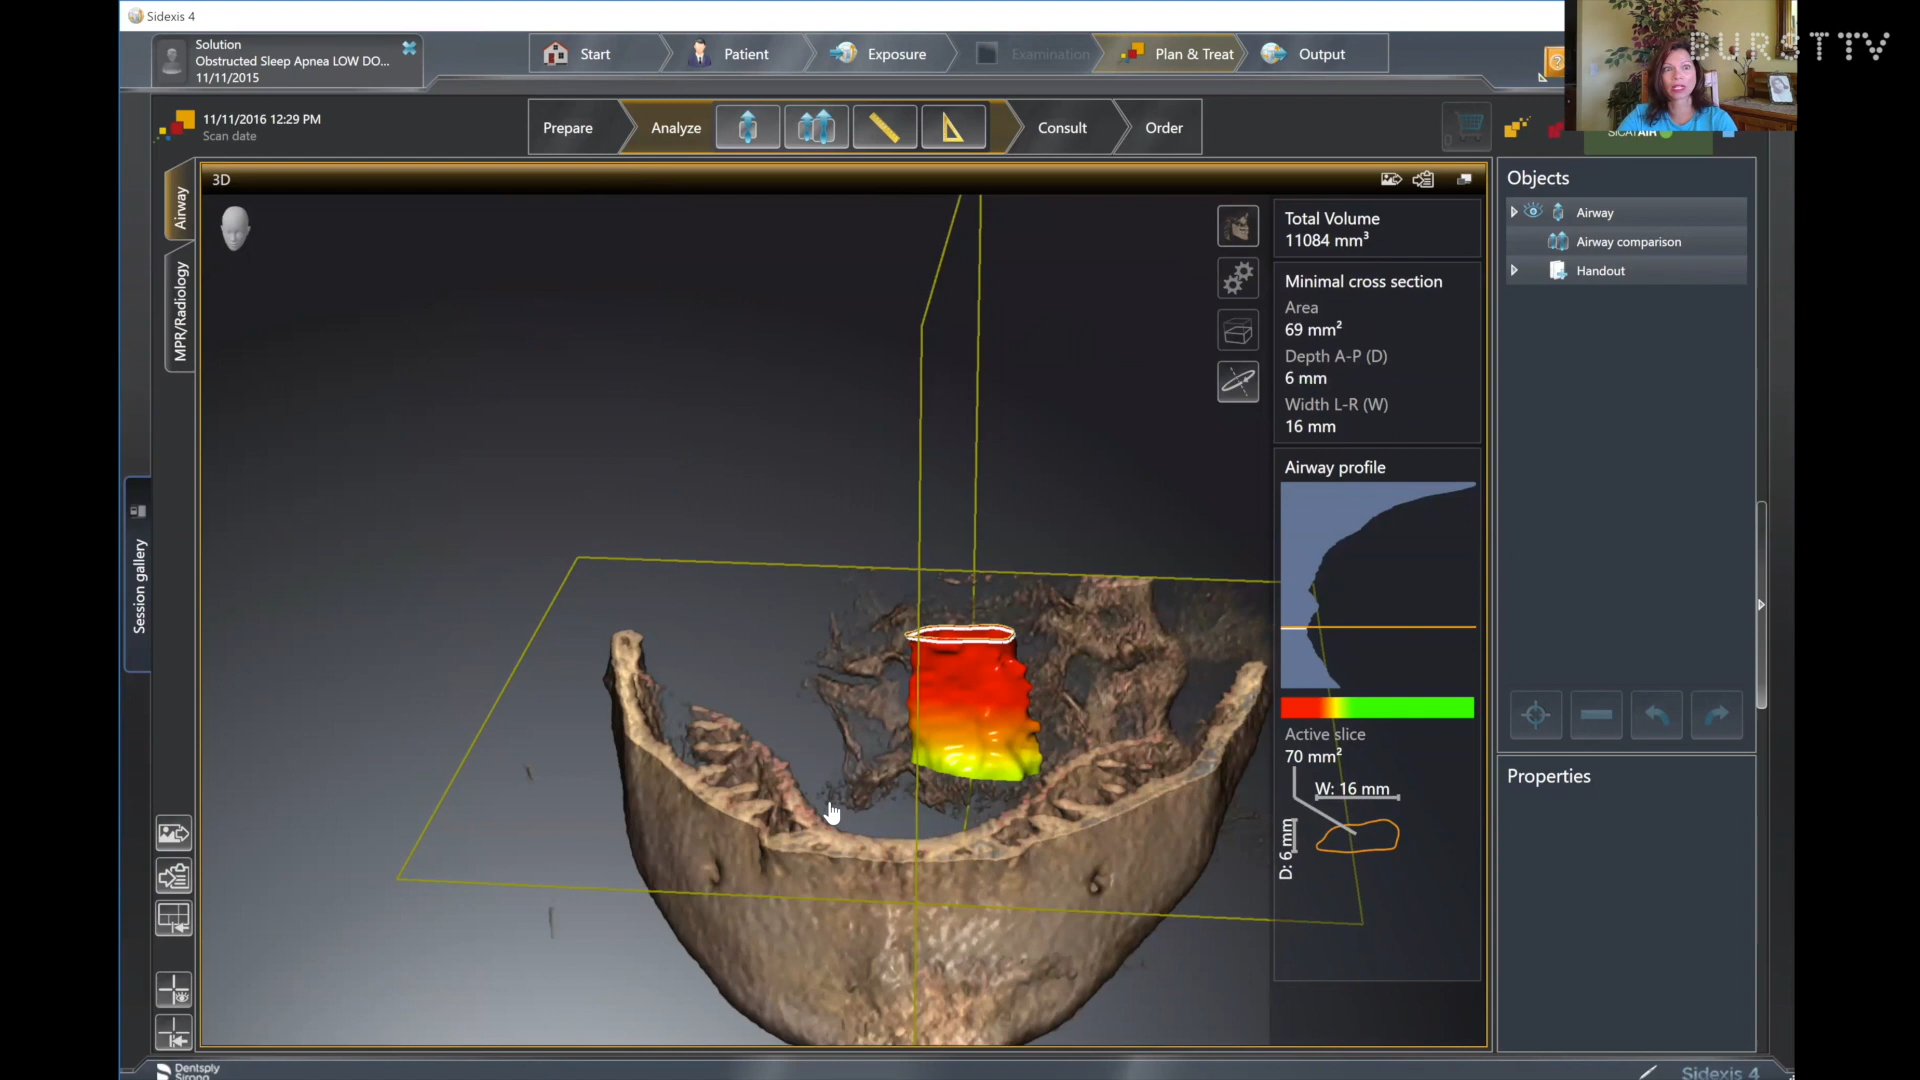 Sidexis 4
BURSTTV
Solution
Obstructed Sleep Apnea LOW DO...
11/11/2015
Start
Patient
Exposure
Examination
Plan & Treat
Output
11/11/2016 12:29 PM
Scan date
Prepare
Analyze
Consult
Order
0
SICAT AIR
Airway
MPR/Radiology
Session gallery
3D
Total Volume
11084 mm³
Minimal cross section
Area
69 mm²
Depth A-P (D)
6 mm
Width L-R (W)
16 mm
Airway profile
Active slice
70 mm²
W: 16 mm
D: 6 mm
Objects
Airway
Airway comparison
Handout
Properties
Dentsply
Sirona
Sidexis 4